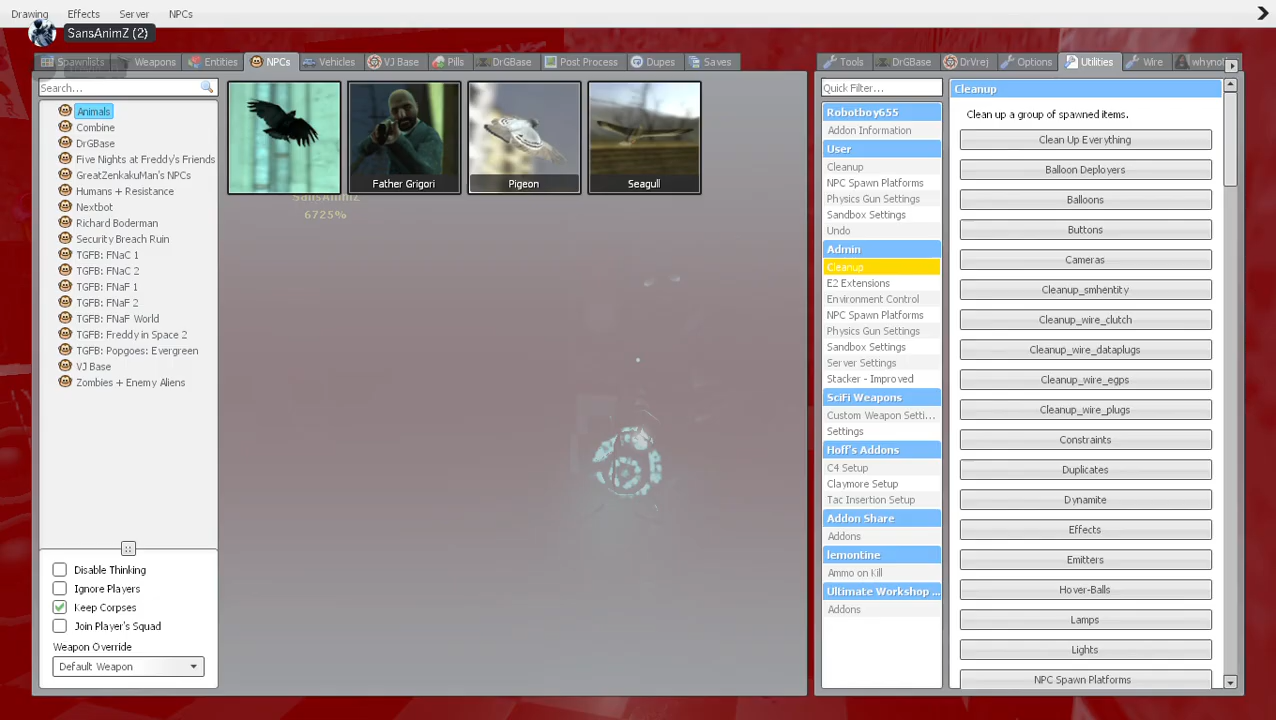 Drawing Effects Server NPCs
SansAnimZ (2)
Spawnlists Weapons Entities NPCs Vehicles VJ Base Pills DrGBase Post Process Dupes Saves
Search...
Animals
Combine
DrGBase
Five Nights at Freddy's Friends
GreatZenkakuMan's NPCs
Humans + Resistance
Nextbot
Richard Boderman
Security Breach Ruin
TGFB: FNaC 1
TGFB: FNaC 2
TGFB: FNaF 1
TGFB: FNaF 2
TGFB: FNaF World
TGFB: Freddy in Space 2
TGFB: Popgoes: Evergreen
VJ Base
Zombies + Enemy Aliens
Disable Thinking
Ignore Players
Keep Corpses
Join Player's Squad
Weapon Override
Default Weapon
Father Grigori
Pigeon
Seagull
SansAnimZ
6725%
Tools DrGBase DrVrej Options Utilities Wire whynot
Quick Filter...
Robotboy655
Addon Information
User
Cleanup
NPC Spawn Platforms
Physics Gun Settings
Sandbox Settings
Undo
Admin
Cleanup
E2 Extensions
Environment Control
NPC Spawn Platforms
Physics Gun Settings
Sandbox Settings
Server Settings
Stacker - Improved
SciFi Weapons
Custom Weapon Setti...
Settings
Hoff's Addons
C4 Setup
Claymore Setup
Tac Insertion Setup
Addon Share
Addons
lemontine
Ammo on Kill
Ultimate Workshop ...
Addons
Cleanup
Clean up a group of spawned items.
Clean Up Everything
Balloon Deployers
Balloons
Buttons
Cameras
Cleanup_smhentity
Cleanup_wire_clutch
Cleanup_wire_dataplugs
Cleanup_wire_egps
Cleanup_wire_plugs
Constraints
Duplicates
Dynamite
Effects
Emitters
Hover-Balls
Lamps
Lights
NPC Spawn Platforms